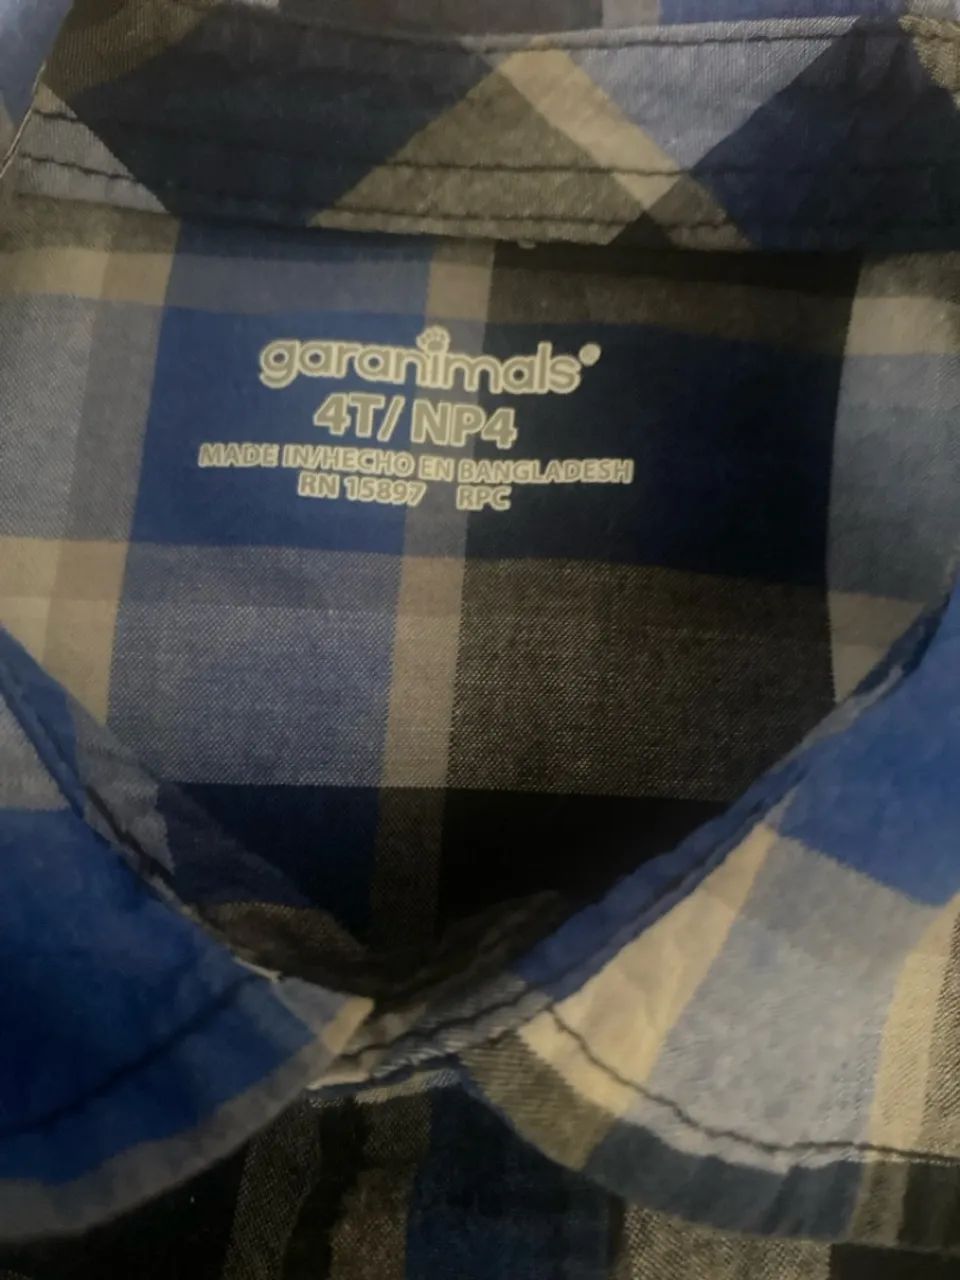 garanimals
4T/ NP4
MADE IN/HECHO EN BANGLADESH
RN 15897 RPC